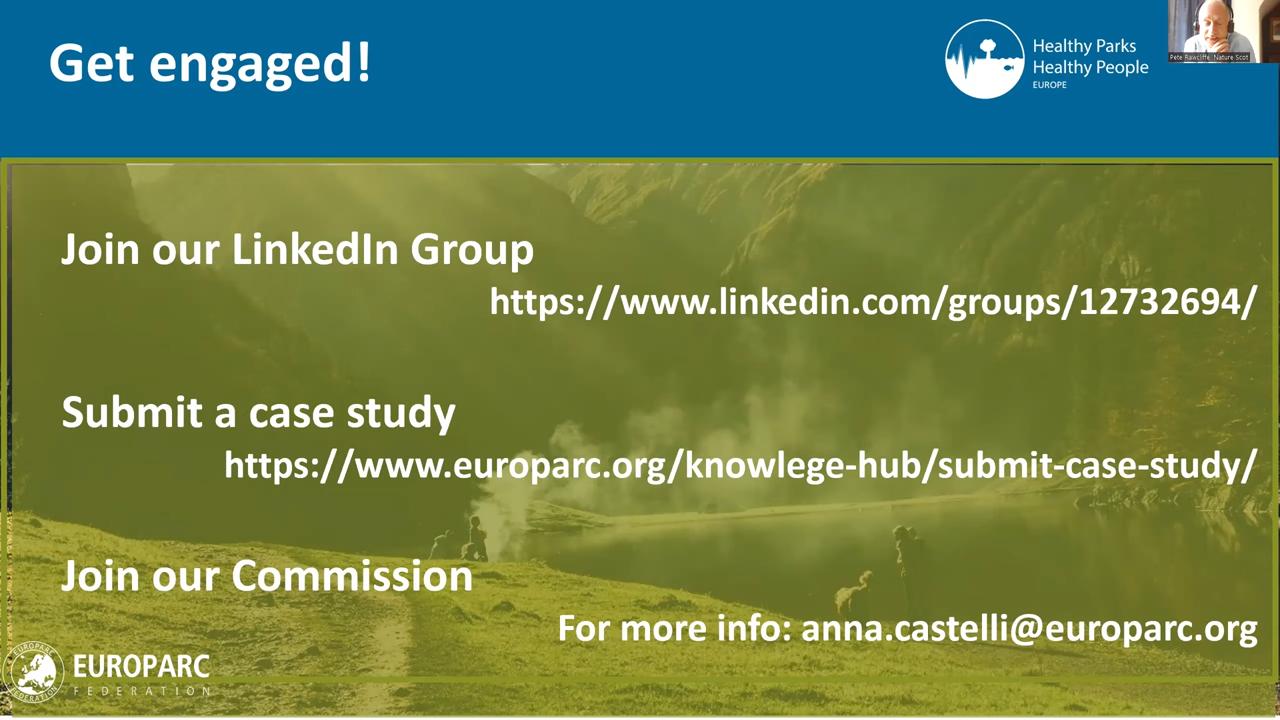 Get engaged!
Healthy Parks
Healthy People
EUROPE
Pete Rawcliffe, Nature Scot
Join our LinkedIn Group
https://www.linkedin.com/groups/12732694/
Submit a case study
https://www.europarc.org/knowlege-hub/submit-case-study/
Join our Commission
For more info: anna.castelli@europarc.org
EUROPARC
FEDERATION
EUROPARC
FEDERATION